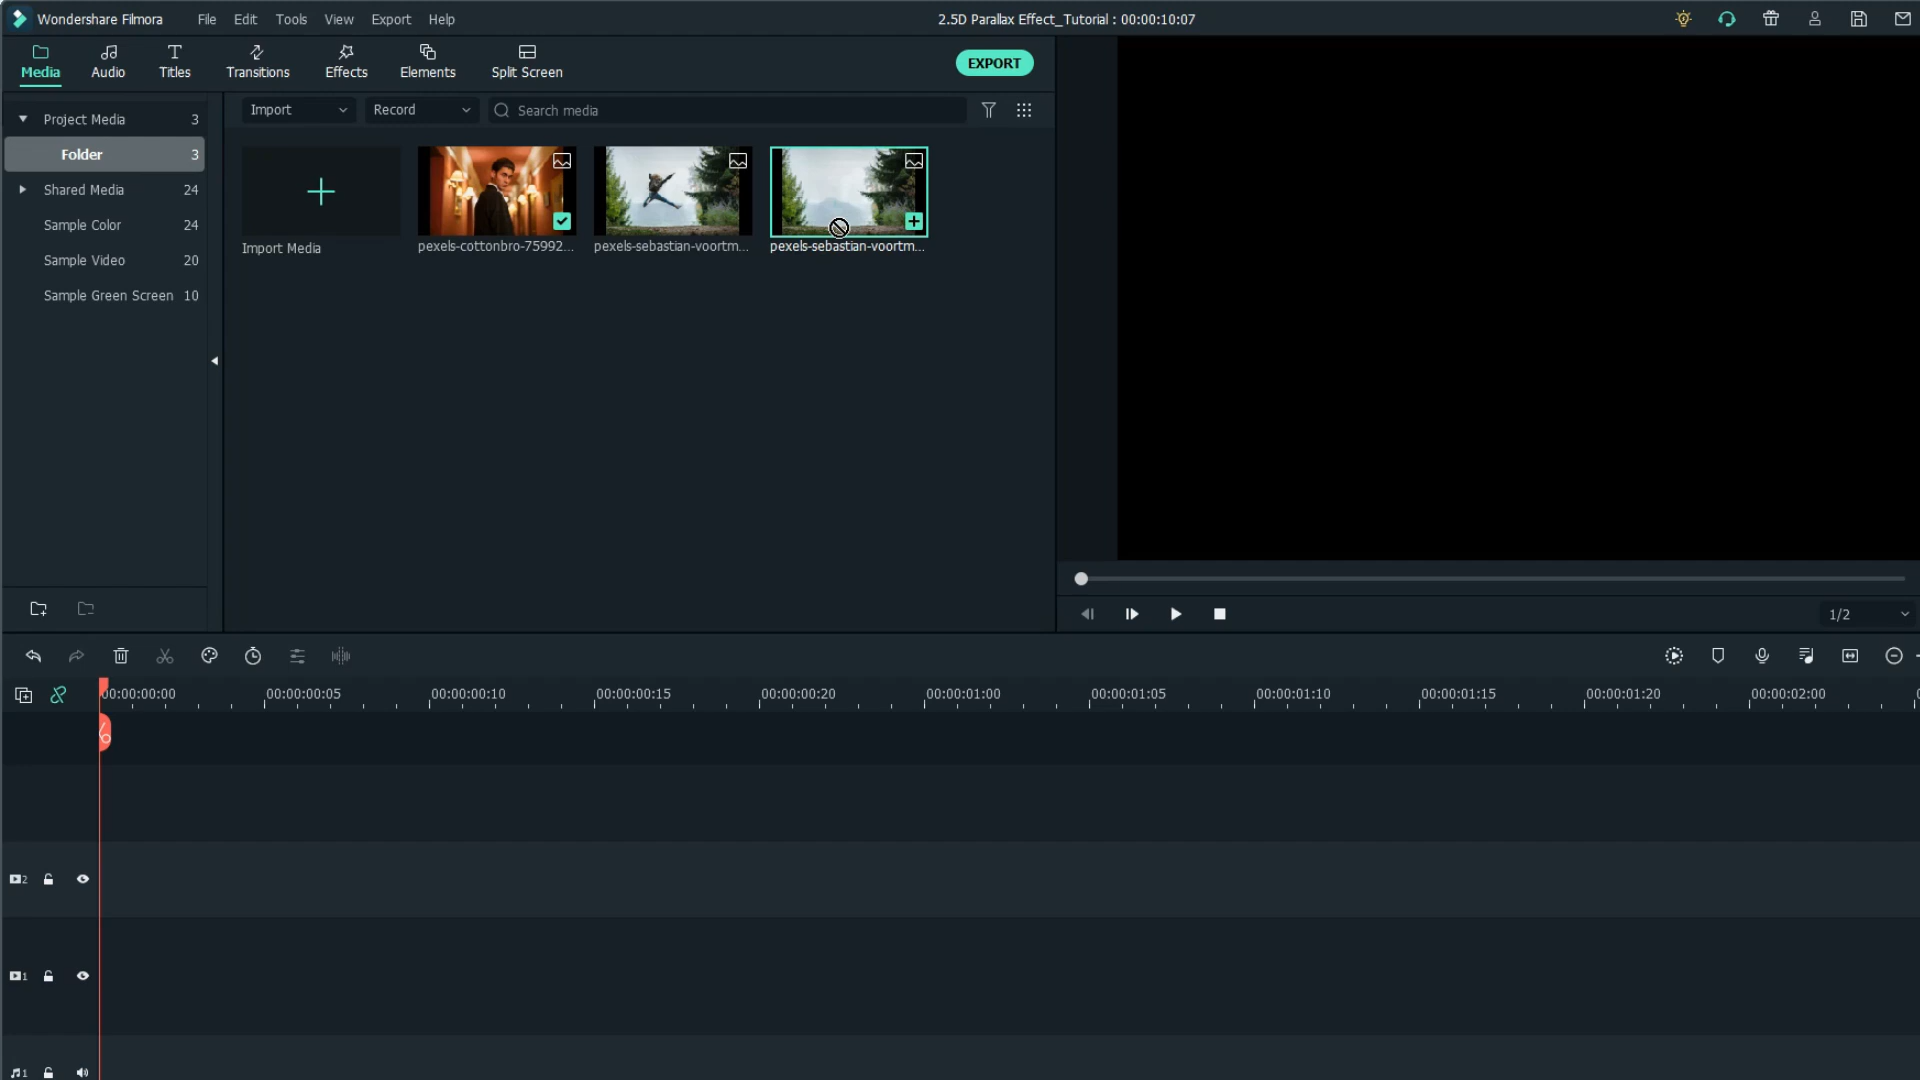 Wondershare Filmora File Edit Tools View Export Help 2.5D Parallax Effect_Tutorial : 00:00:10:07
Media Audio Titles Transitions Effects Elements Split Screen EXPORT
Import Record Search media
Project Media 3
Folder 3
Shared Media 24
Sample Color 24
Sample Video 20
Sample Green Screen 10
Import Media pexels-cottonbro-75992... pexels-sebastian-voortm... pexels-sebastian-voortm...
1/2
00:00:00:00 00:00:00:05 00:00:00:10 00:00:00:15 00:00:00:20 00:00:01:00 00:00:01:05 00:00:01:10 00:00:01:15 00:00:01:20 00:00:02:00
2
1
1